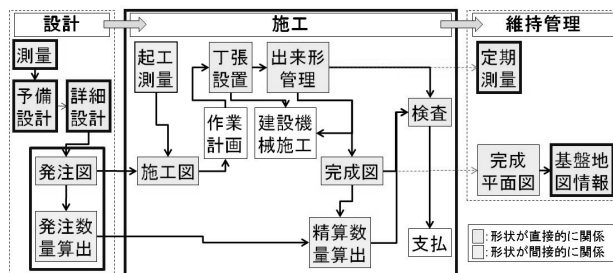 設計
施工
維持管理
測量
予備
設計
詳細
設計
発注図
発注数
量算出
起工
測量
丁張
設置
出来形
管理
作業
計画
建設機
械施工
検査
施工図
完成図
精算数
量算出
支払
定期
測量
完成
平面図
基盤地
図情報
:形状が直接的に関係
:形状が間接的に関係